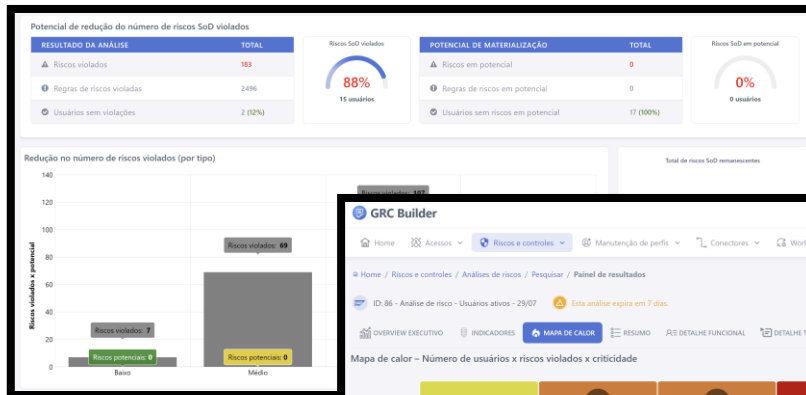 Potencial de redução do número de riscos SoD violados
RESULTADO DA ANÁLISE TOTAL
Riscos violados 183
Regras de riscos violadas 2496
Usuários sem violações 2 (12%)
Riscos SoD violados
88%
15 usuários
POTENCIAL DE MATERIALIZAÇÃO TOTAL
Riscos em potencial 0
Regras de riscos em potencial 0
Usuários sem riscos em potencial 17 (100%)
Riscos SoD em potencial
0%
0 usuários
Redução no número de riscos violados (por tipo)
Riscos violados x potencial
140
120
100
80
60
40
20
0
Riscos violados: 7
Riscos potenciais: 0
Baixo
Riscos violados: 69
Riscos potenciais: 0
Médio
Riscos violados: 107
Total de riscos SoD remanescentes
GRC Builder
Home Acessos Riscos e controles Manutenção de perfis Conectores Work
Home / Riscos e controles / Análises de riscos / Pesquisar / Painel de resultados
ID: 86 - Análise de risco - Usuários ativos - 29/07 Esta análise expira em 7 dias.
OVERVIEW EXECUTIVO INDICADORES MAPA DE CALOR RESUMO DETALHE FUNCIONAL DETALHE T
Mapa de calor – Número de usuários x riscos violados x criticidade